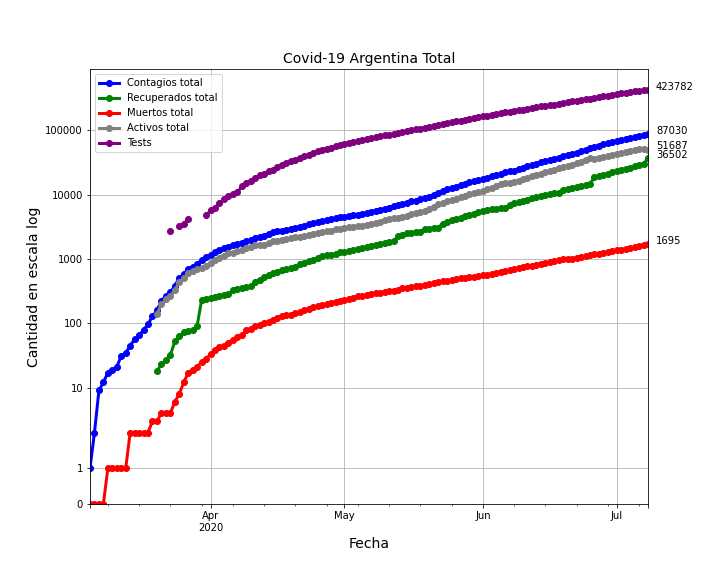 Covid-19 Argentina Total
Contagios total
Recuperados total
Muertos total
Activos total
Tests
423782
87030
51687
36502
1695
100000
10000
1000
100
10
1
0
Cantidad en escala log
Apr
2020
May
Jun
Jul
Fecha